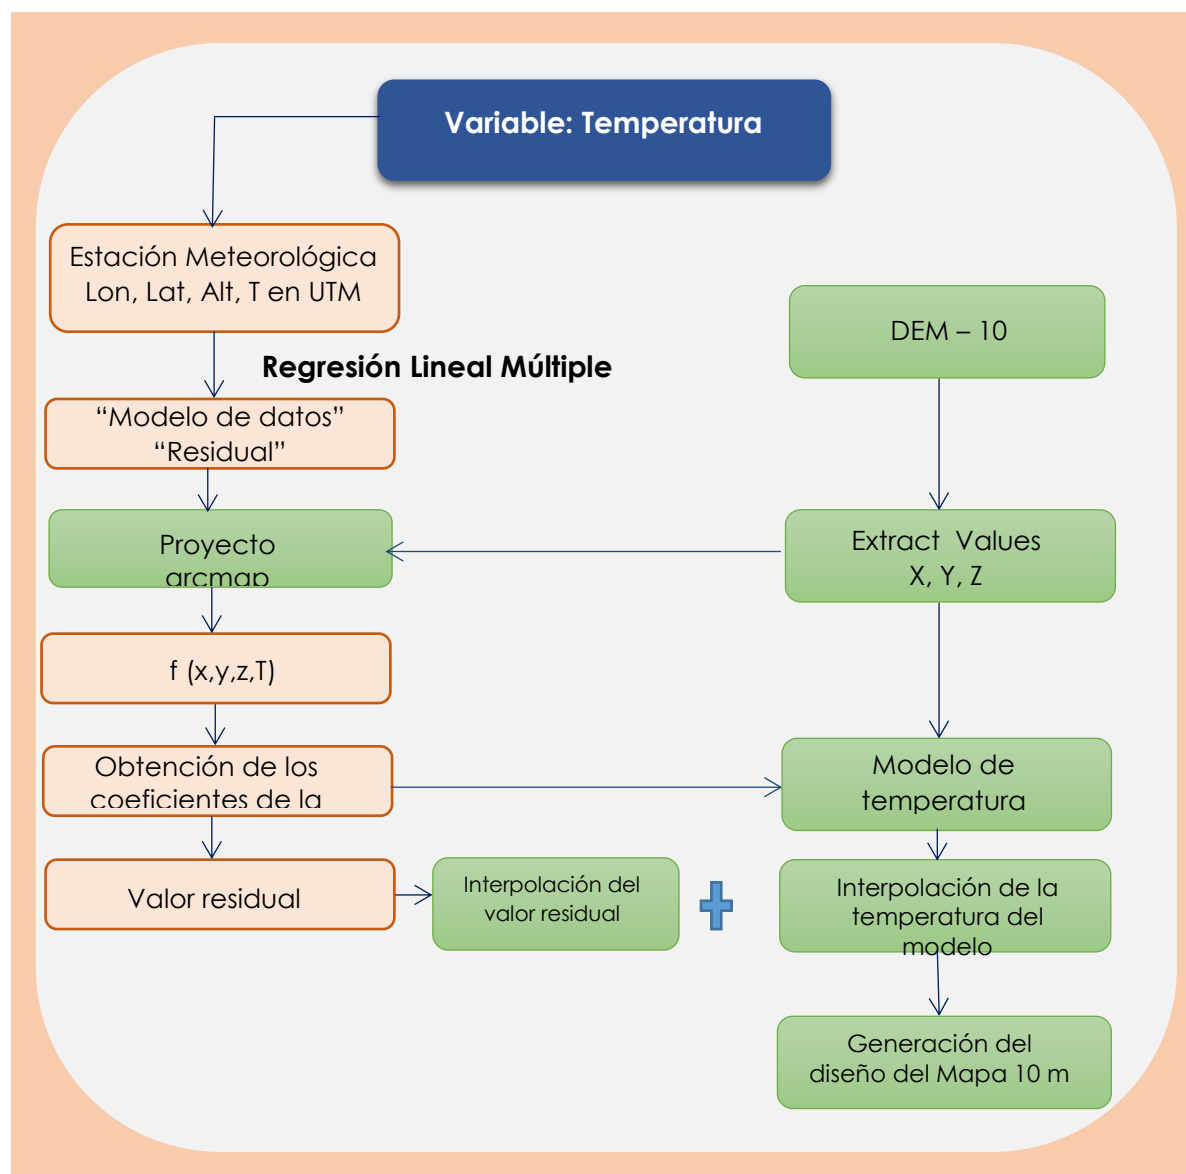 Variable: Temperatura
Estación Meteorológica
Lon, Lat, Alt, T en UTM
DEM – 10
Regresión Lineal Múltiple
“Modelo de datos”
“Residual”
Proyecto
arcmap
Extract Values
X, Y, Z
f (x,y,z,T)
Obtención de los
coeficientes de la
Modelo de
temperatura
Valor residual
Interpolación del
valor residual
Interpolación de la
temperatura del
modelo
Generación del
diseño del Mapa 10 m